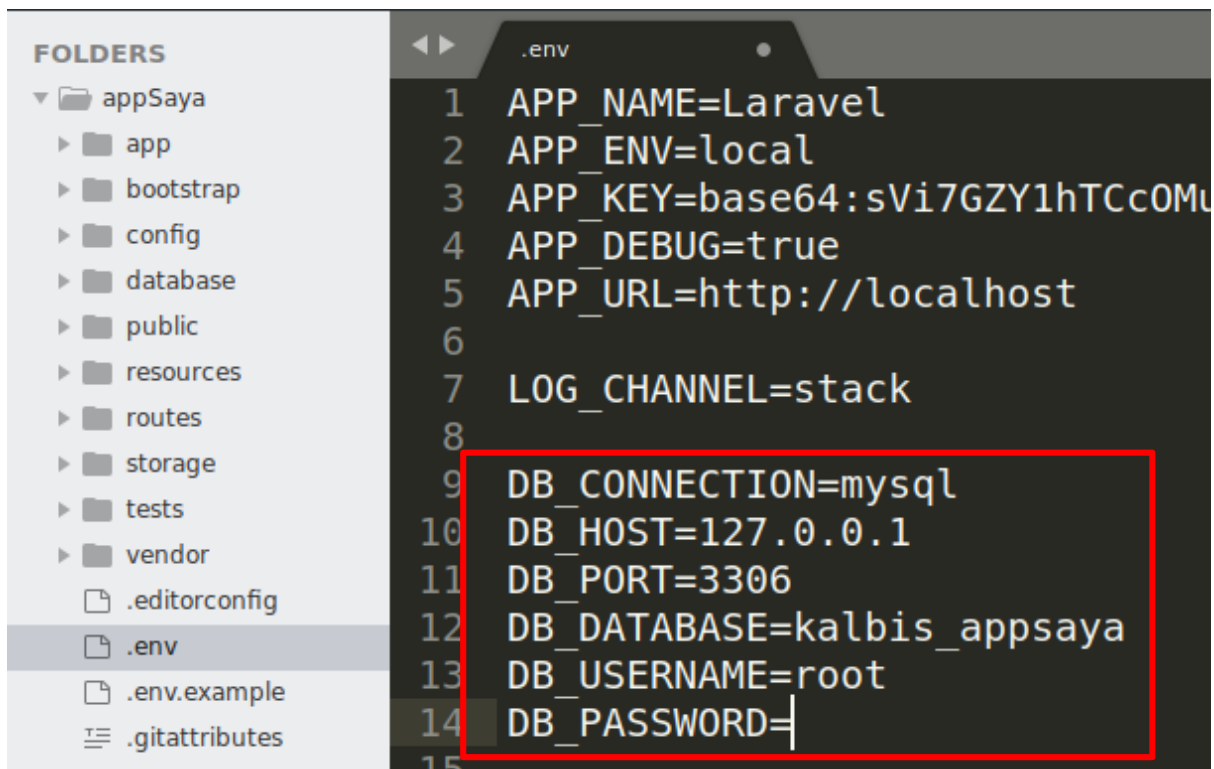 FOLDERS
appSaya
app
bootstrap
config
database
public
resources
routes
storage
tests
vendor
.editorconfig
.env
.env.example
.gitattributes
.env
1 APP_NAME=Laravel
2 APP_ENV=local
3 APP_KEY=base64:sVi7GZY1hTCcOMu
4 APP_DEBUG=true
5 APP_URL=http://localhost
6
7 LOG_CHANNEL=stack
8
9 DB_CONNECTION=mysql
10 DB_HOST=127.0.0.1
11 DB_PORT=3306
12 DB_DATABASE=kalbis_appsaya
13 DB_USERNAME=root
14 DB_PASSWORD=
15